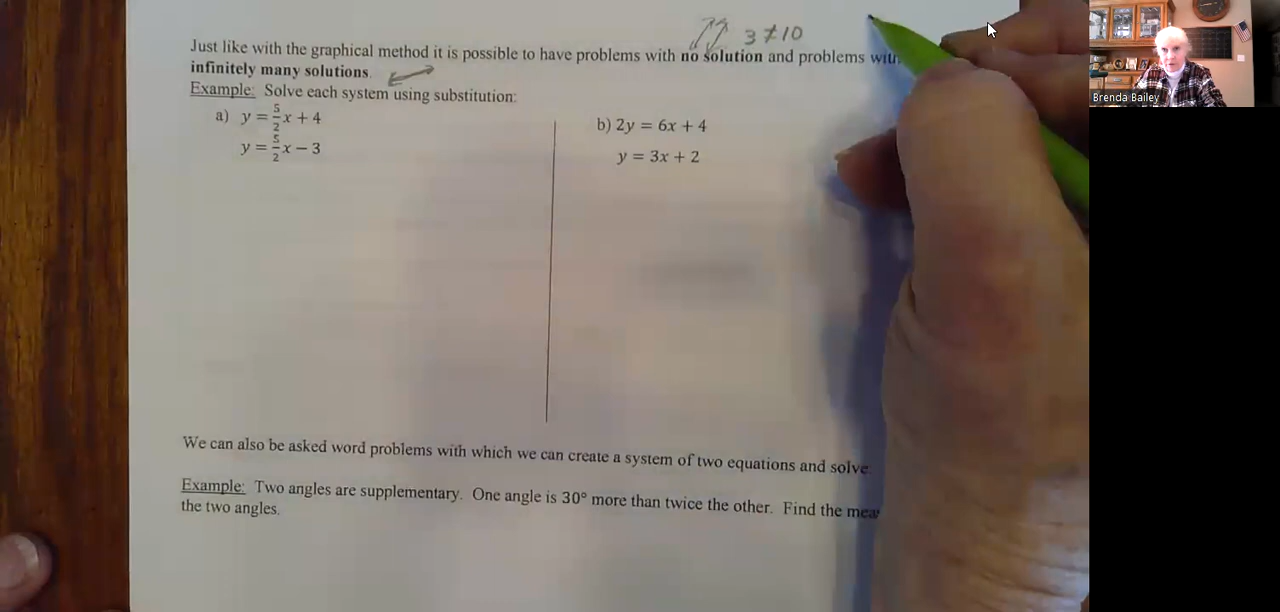 3 ≠ 10
Just like with the graphical method it is possible to have problems with no solution and problems with
infinitely many solutions.
Example: Solve each system using substitution:
a) y = 5/2 x + 4
y = 5/2 x − 3
b) 2y = 6x + 4
y = 3x + 2
We can also be asked word problems with which we can create a system of two equations and solve
Example: Two angles are supplementary. One angle is 30° more than twice the other. Find the
the two angles.
Brenda Bailey